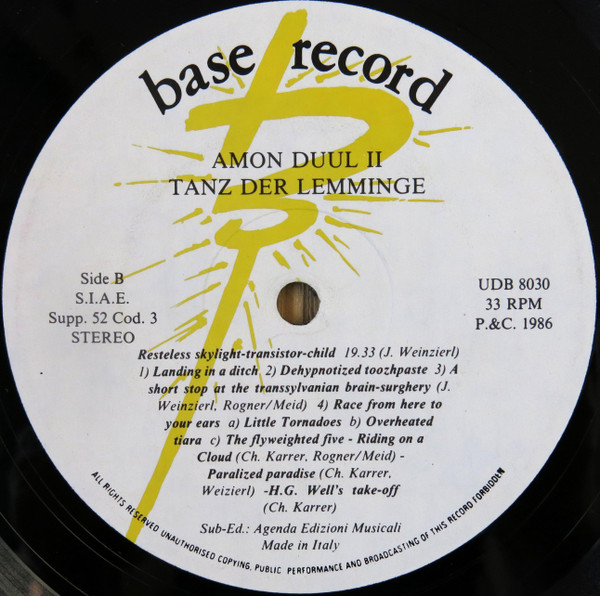 base record
AMON DUUL II
TANZ DER LEMMINGE
Side B
S.I.A.E.
Supp. 52 Cod. 3
STEREO
UDB 8030
33 RPM
P.&C. 1986
Resteless skylight-transistor-child 19.33 (J. Weinzierl)
1) Landing in a ditch 2) Dehypnotized toozhpaste 3) A
short stop at the transsylvanian brain-surghery (J.
Weinzierl, Rogner/Meid) 4) Race from here to
your ears a) Little Tornadoes b) Overheated
tiara c) The flyweighted five - Riding on a
Cloud (Ch. Karrer, Rogner/Meid) -
Paralized paradise (Ch. Karrer,
Weizierl) -H.G. Well's take-off
(Ch. Karrer)
Sub-Ed.: Agenda Edizioni Musicali
Made in Italy
ALL RIGHTS RESERVED UNAUTHORISED COPYING, PUBLIC PERFORMANCE AND BROADCASTING OF THIS RECORD FORBIDDEN